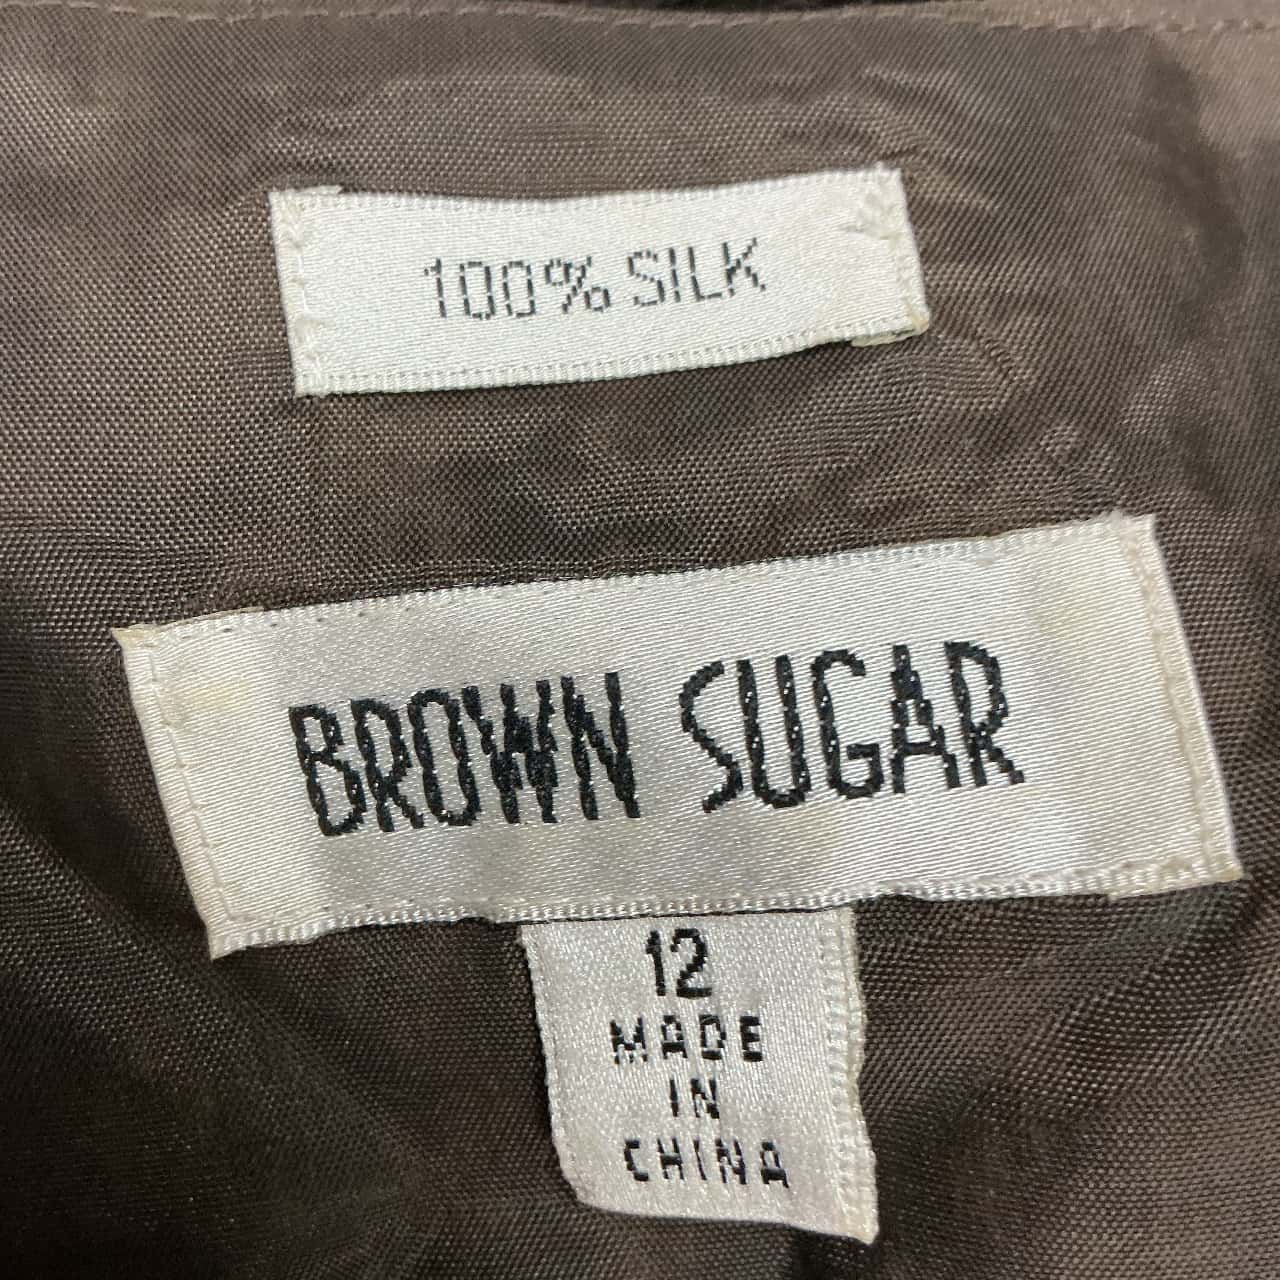 100% SILK
BROWN SUGAR
12
MADE
IN
CHINA